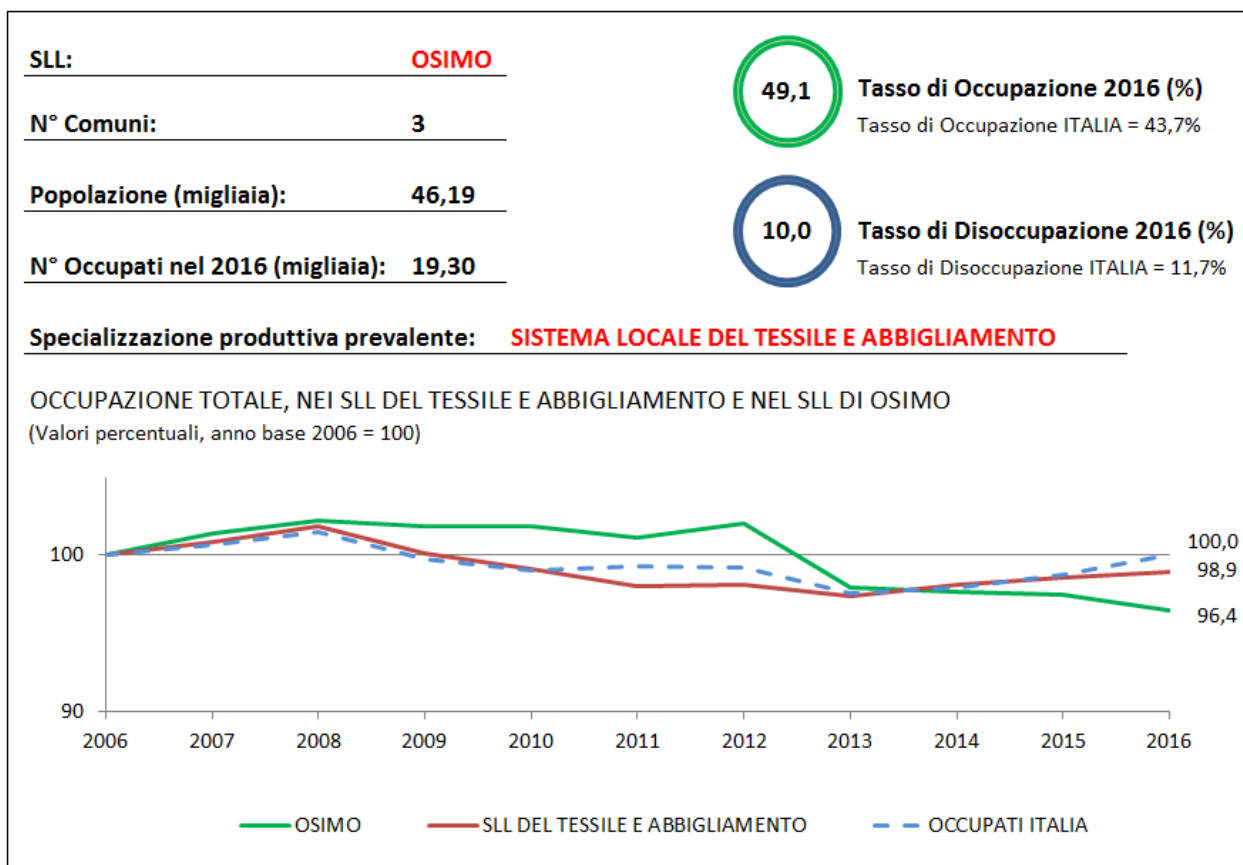 SLL: OSIMO
N° Comuni: 3
Popolazione (migliaia): 46,19
N° Occupati nel 2016 (migliaia): 19,30
49,1 Tasso di Occupazione 2016 (%)
Tasso di Occupazione ITALIA = 43,7%
10,0 Tasso di Disoccupazione 2016 (%)
Tasso di Disoccupazione ITALIA = 11,7%
Specializzazione produttiva prevalente: SISTEMA LOCALE DEL TESSILE E ABBIGLIAMENTO
OCCUPAZIONE TOTALE, NEI SLL DEL TESSILE E ABBIGLIAMENTO E NEL SLL DI OSIMO
(Valori percentuali, anno base 2006 = 100)
100
90
100,0
98,9
96,4
2006 2007 2008 2009 2010 2011 2012 2013 2014 2015 2016
OSIMO SLL DEL TESSILE E ABBIGLIAMENTO OCCUPATI ITALIA